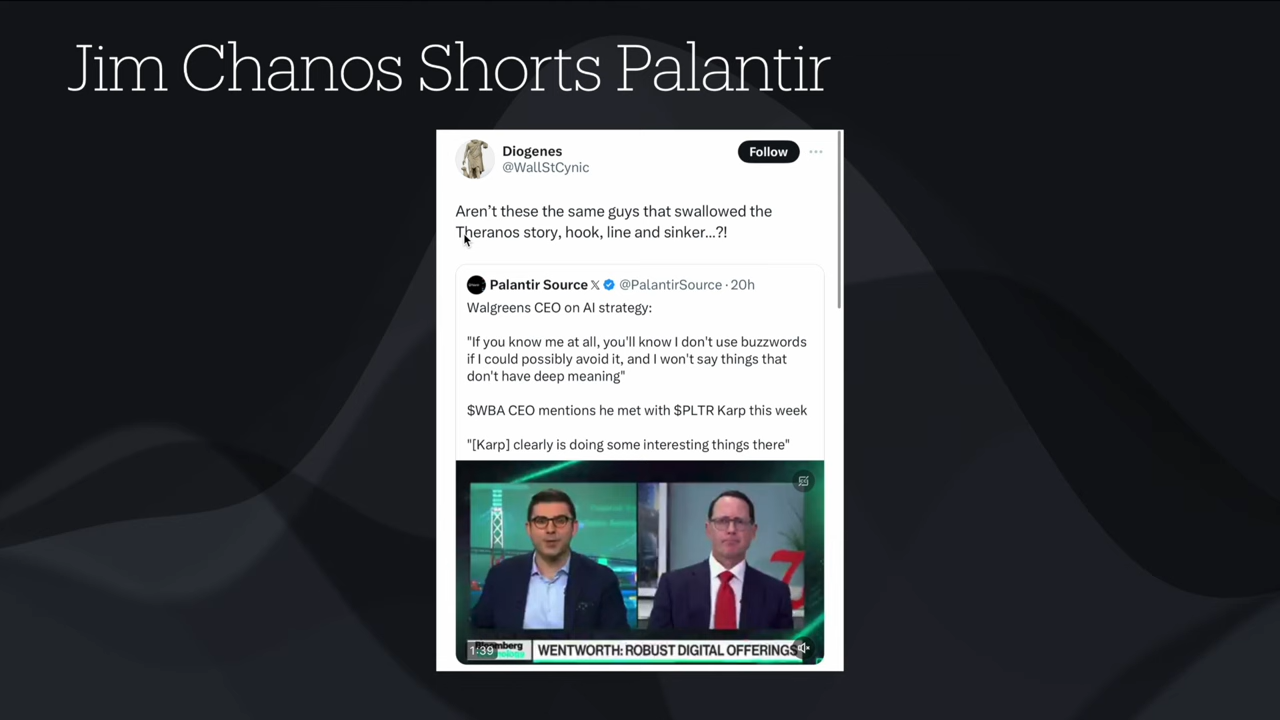 Jim Chanos Shorts Palantir
Diogenes
@WallStCynic
Follow
Aren’t these the same guys that swallowed the
Theranos story, hook, line and sinker...?!
Palantir Source 𝕏 @PalantirSource · 20h
Walgreens CEO on AI strategy:
"If you know me at all, you'll know I don't use buzzwords
if I could possibly avoid it, and I won't say things that
don't have deep meaning"
$WBA CEO mentions he met with $PLTR Karp this week
"[Karp] clearly is doing some interesting things there"
1:39
WENTWORTH: ROBUST DIGITAL OFFERINGS